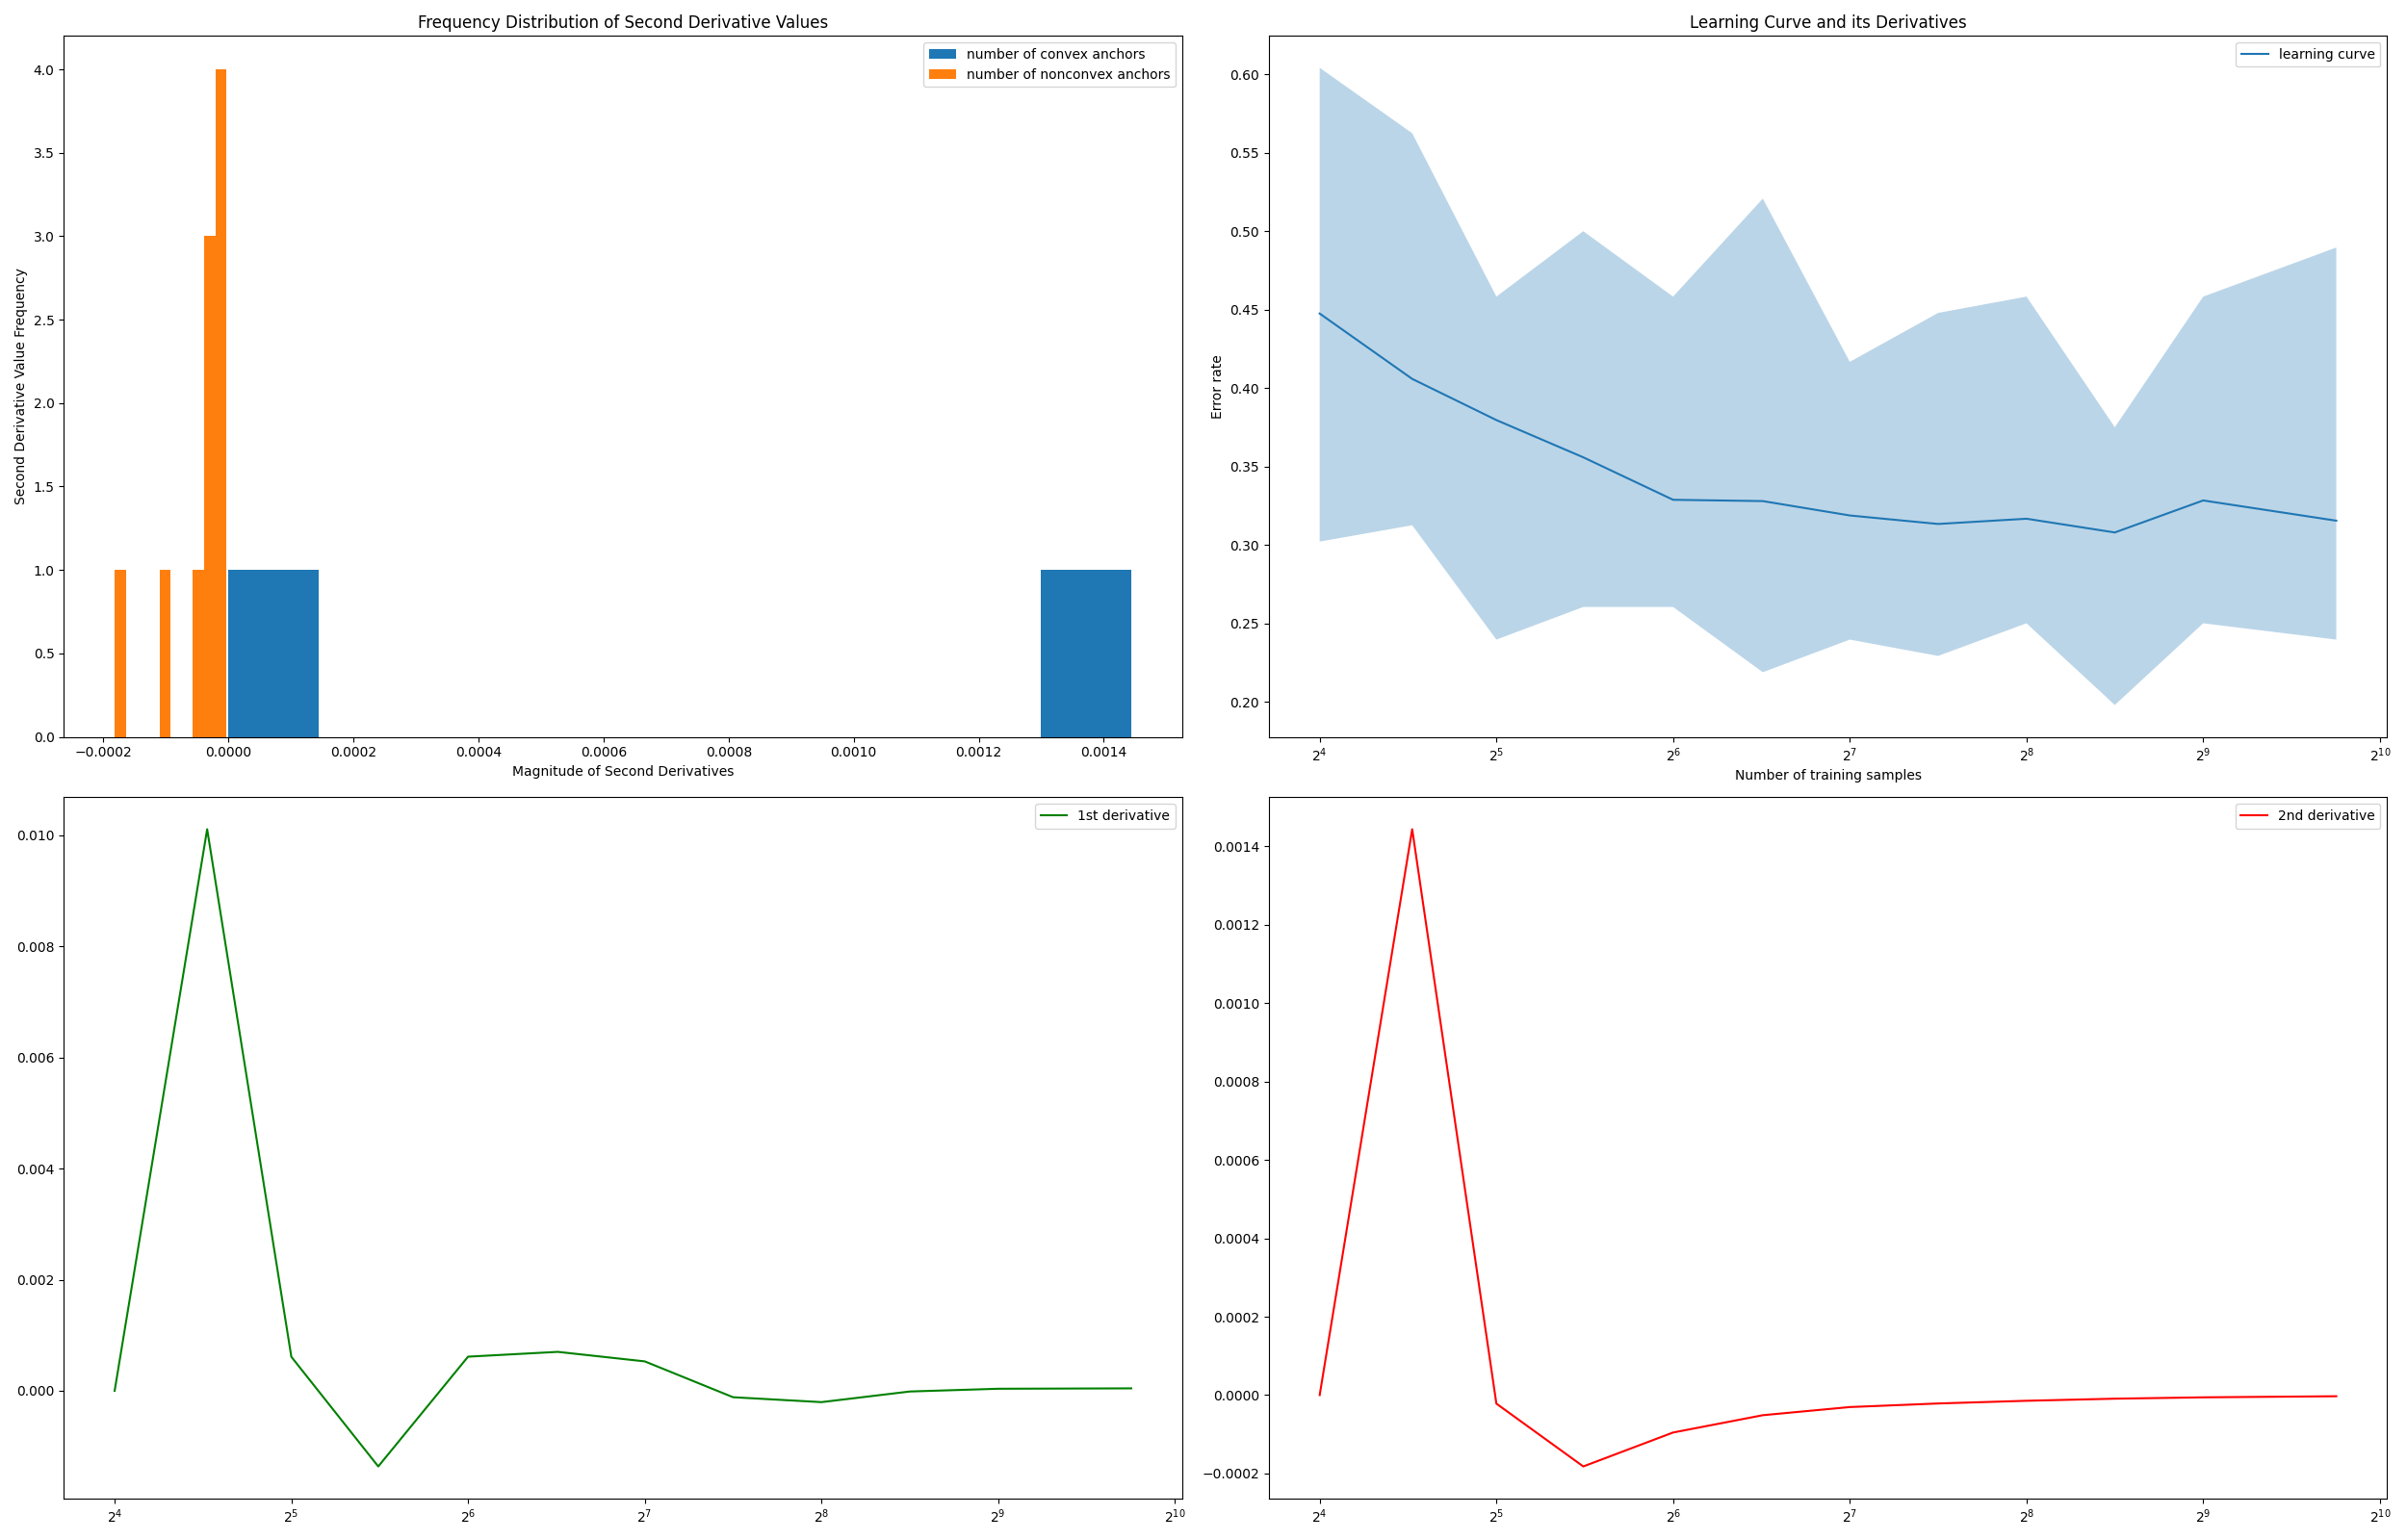 Frequency Distribution of Second Derivative Values
number of convex anchors
number of nonconvex anchors
Second Derivative Value Frequency
4.0
3.5
3.0
2.5
2.0
1.5
1.0
0.5
0.0
−0.0002 0.0000 0.0002 0.0004 0.0006 0.0008 0.0010 0.0012 0.0014
Magnitude of Second Derivatives
Learning Curve and its Derivatives
learning curve
Error rate
0.60
0.55
0.50
0.45
0.40
0.35
0.30
0.25
0.20
2⁴ 2⁵ 2⁶ 2⁷ 2⁸ 2⁹ 2¹⁰
Number of training samples
1st derivative
0.010
0.008
0.006
0.004
0.002
0.000
2⁴ 2⁵ 2⁶ 2⁷ 2⁸ 2⁹ 2¹⁰
2nd derivative
0.0014
0.0012
0.0010
0.0008
0.0006
0.0004
0.0002
0.0000
−0.0002
2⁴ 2⁵ 2⁶ 2⁷ 2⁸ 2⁹ 2¹⁰